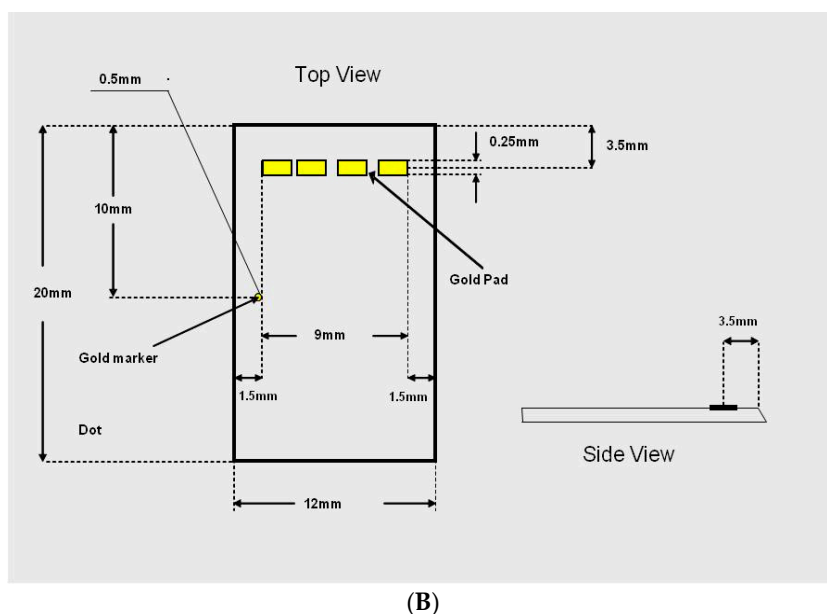 0.5mm
Top View
0.25mm
3.5mm
10mm
Gold Pad
20mm
3.5mm
9mm
Gold marker
1.5mm
1.5mm
Dot
Side View
12mm
(B)